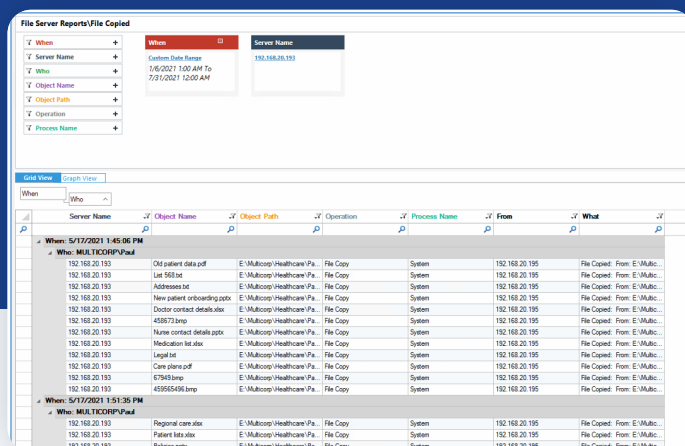 File Server Reports\File Copied
When +
Server Name +
Who +
Object Name +
Object Path +
Operation +
Process Name +
When
Custom Date Range
1/6/2021 1:00 AM To
7/31/2021 12:00 AM
Server Name
192.168.20.193
Grid View Graph View
When
Who
Server Name Object Name Object Path Operation Process Name From What
When: 5/17/2021 1:45:06 PM
Who: MULTICORP\Paul
192.168.20.193 Old patient data.pdf E:\Multicorp\Healthcare\Pa... File Copy System 192.168.20.195 File Copied: From: E:\Multic...
192.168.20.193 List 568.txt E:\Multicorp\Healthcare\Pa... File Copy System 192.168.20.195 File Copied: From: E:\Multic...
192.168.20.193 Addresses.txt E:\Multicorp\Healthcare\Pa... File Copy System 192.168.20.195 File Copied: From: E:\Multic...
192.168.20.193 New patient onboarding.pptx E:\Multicorp\Healthcare\Pa... File Copy System 192.168.20.195 File Copied: From: E:\Multic...
192.168.20.193 Doctor contact details.xlsx E:\Multicorp\Healthcare\Pa... File Copy System 192.168.20.195 File Copied: From: E:\Multic...
192.168.20.193 458673.bmp E:\Multicorp\Healthcare\Pa... File Copy System 192.168.20.195 File Copied: From: E:\Multic...
192.168.20.193 Nurse contact details.pptx E:\Multicorp\Healthcare\Pa... File Copy System 192.168.20.195 File Copied: From: E:\Multic...
192.168.20.193 Medication list.xlsx E:\Multicorp\Healthcare\Pa... File Copy System 192.168.20.195 File Copied: From: E:\Multic...
192.168.20.193 Legal.txt E:\Multicorp\Healthcare\Pa... File Copy System 192.168.20.195 File Copied: From: E:\Multic...
192.168.20.193 Care plans.pdf E:\Multicorp\Healthcare\Pa... File Copy System 192.168.20.195 File Copied: From: E:\Multic...
192.168.20.193 67949.bmp E:\Multicorp\Healthcare\Pa... File Copy System 192.168.20.195 File Copied: From: E:\Multic...
192.168.20.193 459565496.bmp E:\Multicorp\Healthcare\Pa... File Copy System 192.168.20.195 File Copied: From: E:\Multic...
When: 5/17/2021 1:51:35 PM
Who: MULTICORP\Paul
192.168.20.193 Regional care.xlsx E:\Multicorp\Healthcare\Pa... File Copy System 192.168.20.195 File Copied: From: E:\Multic...
192.168.20.193 Patient lists.xlsx E:\Multicorp\Healthcare\Pa... File Copy System 192.168.20.195 File Copied: From: E:\Multic...